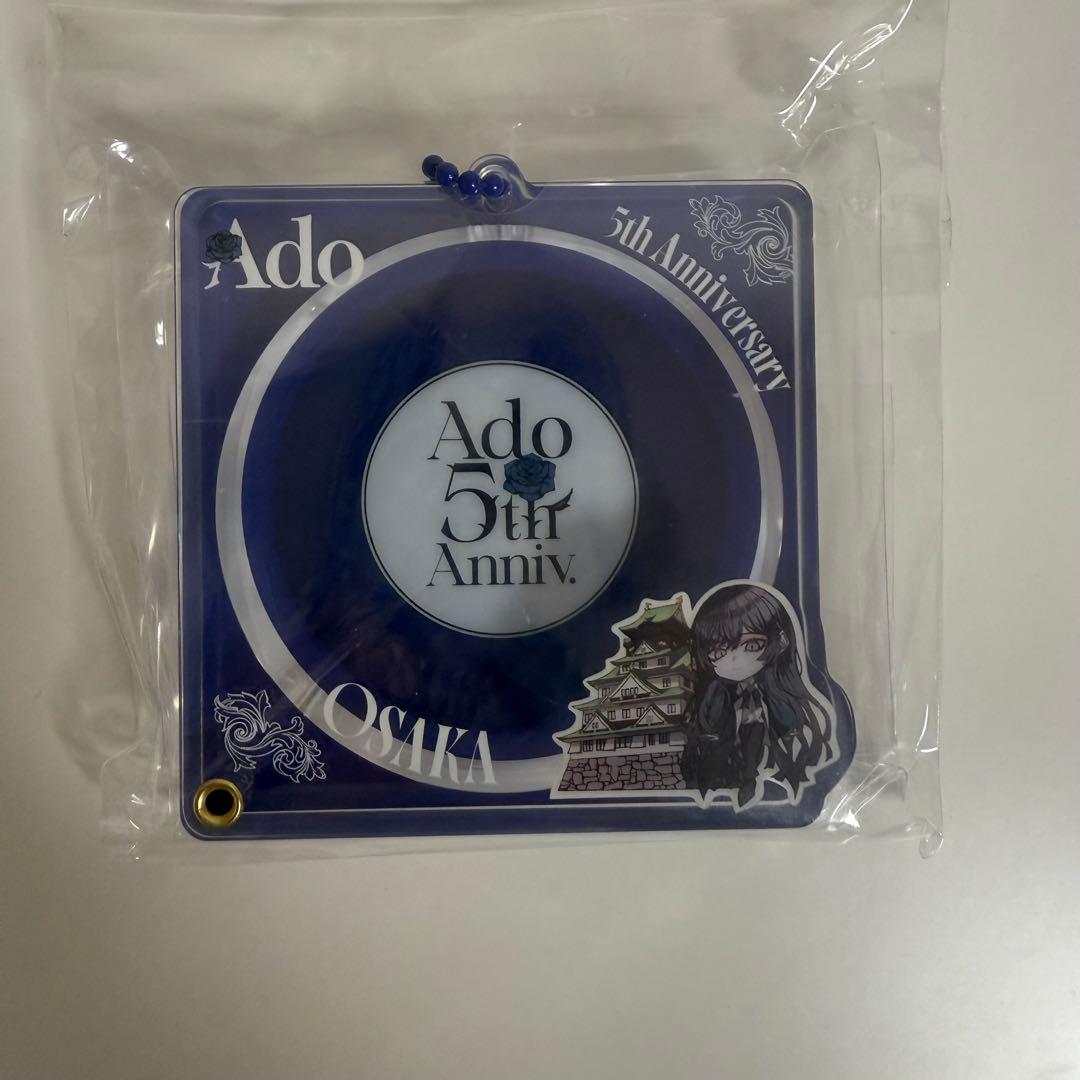 Ado
5th Anniversary
Ado
5th
Anniv.
OSAKA